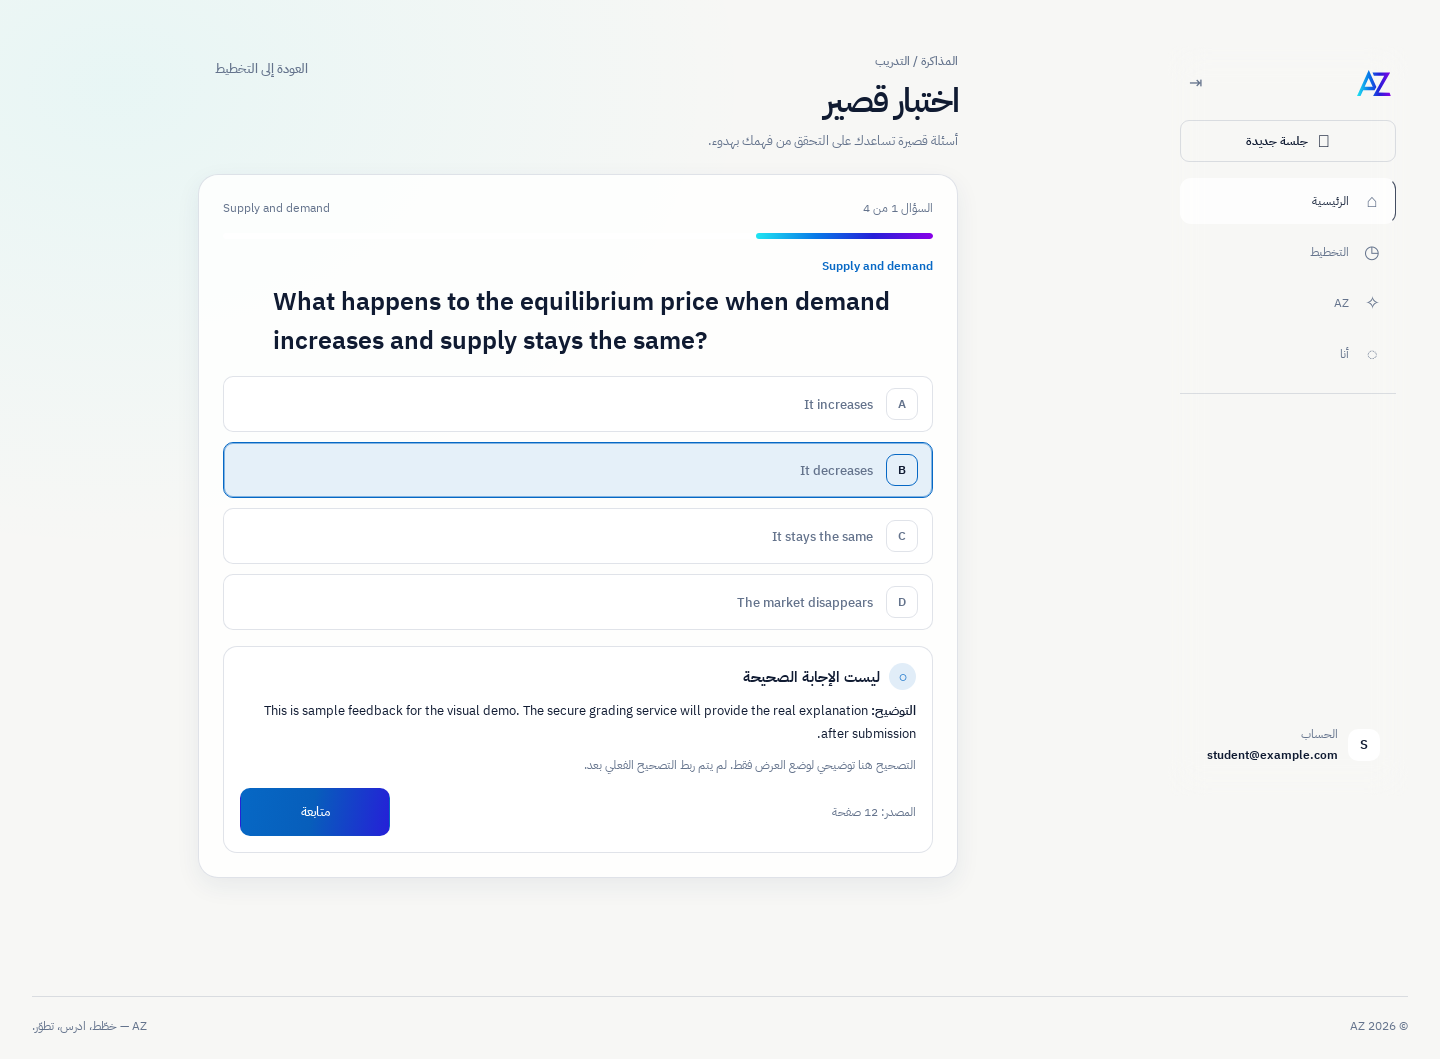 AZ
جلسة جديدة
الرئيسية
التخطيط
AZ
أنا
الحساب
S
student@example.com
المذاكرة / التدريب
العودة إلى التخطيط
اختبار قصير
أسئلة قصيرة تساعدك على التحقق من فهمك بهدوء.
السؤال 1 من 4
Supply and demand
Supply and demand
What happens to the equilibrium price when demand
increases and supply stays the same?
A It increases
B It decreases
C It stays the same
D The market disappears
ليست الإجابة الصحيحة
التوضيح: This is sample feedback for the visual demo. The secure grading service will provide the real explanation
after submission.
التصحيح هنا توضيحي لوضع العرض فقط. لم يتم ربط التصحيح الفعلي بعد.
المصدر: 12 صفحة
متابعة
© 2026 AZ
AZ — خطّط، ادرس، تطوّر.